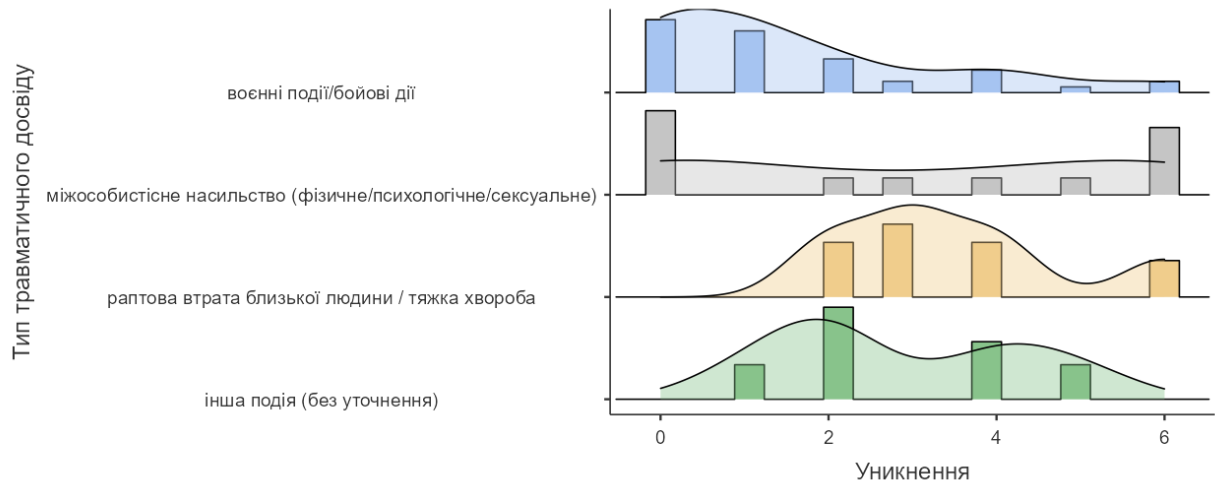 Тип травматичного досвіду
воєнні події/бойові дії
міжособистісне насильство (фізичне/психологічне/сексуальне)
раптова втрата близької людини / тяжка хвороба
інша подія (без уточнення)
0 2 4 6
Уникнення